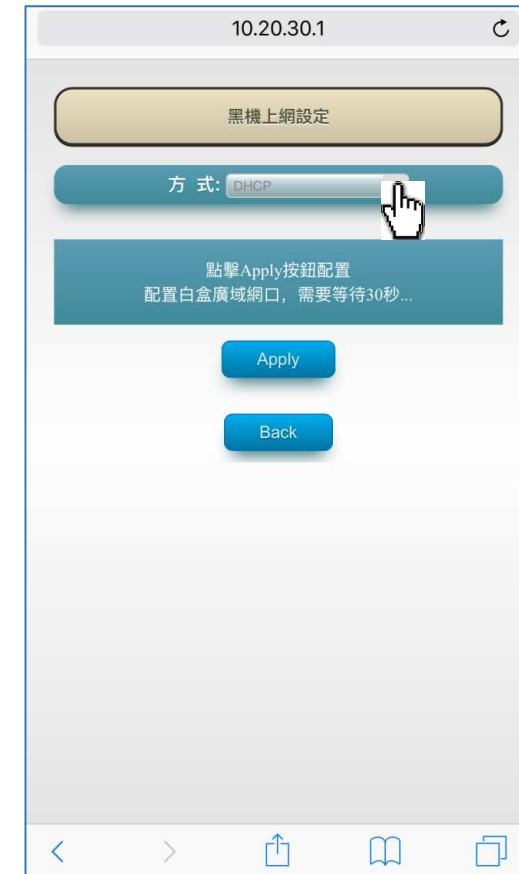 10.20.30.1
黑機上網設定
方 式: DHCP
點擊Apply按鈕配置
配置白盒廣域網口，需要等待30秒...
Apply
Back